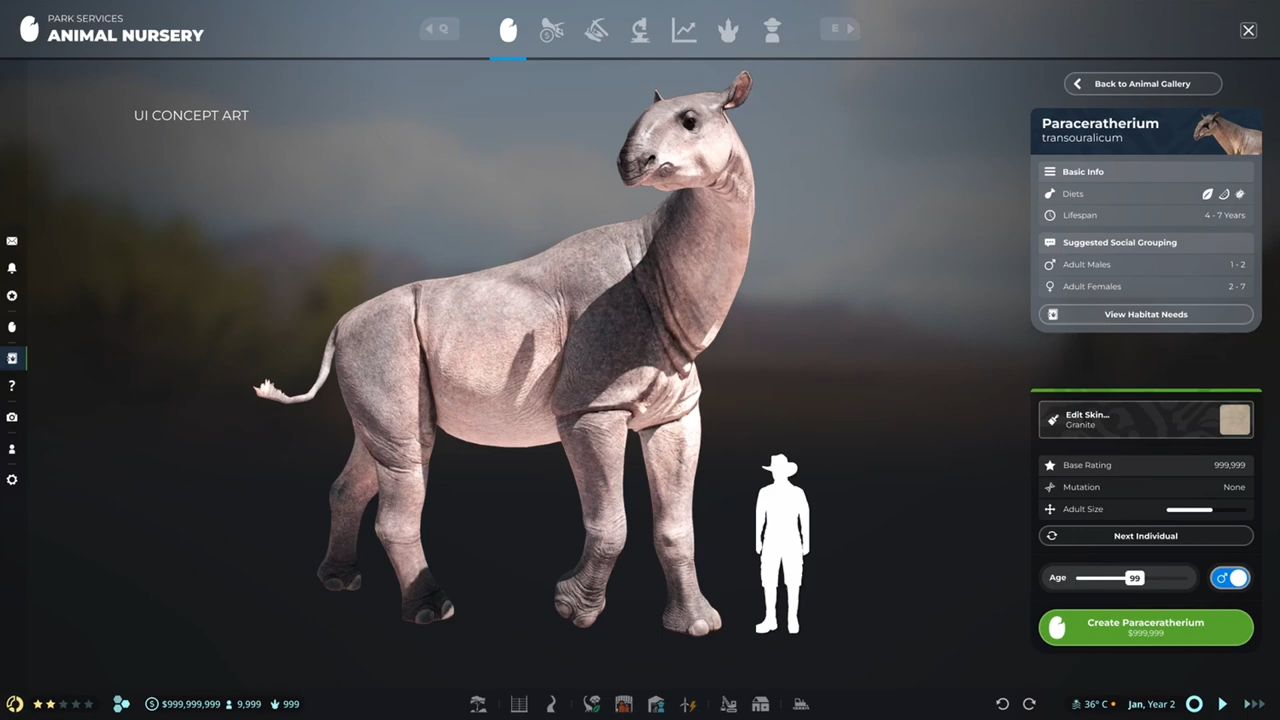 PARK SERVICES
ANIMAL NURSERY
Q
E
UI CONCEPT ART
Back to Animal Gallery
Paraceratherium
transouralicum
Basic Info
Diets
Lifespan 4 - 7 Years
Suggested Social Grouping
Adult Males 1 - 2
Adult Females 2 - 7
View Habitat Needs
Edit Skin...
Granite
Base Rating 999,999
Mutation None
Adult Size
Next Individual
Age 99
Create Paraceratherium
$999,999
$999,999,999 9,999 999
36° C Jan, Year 2